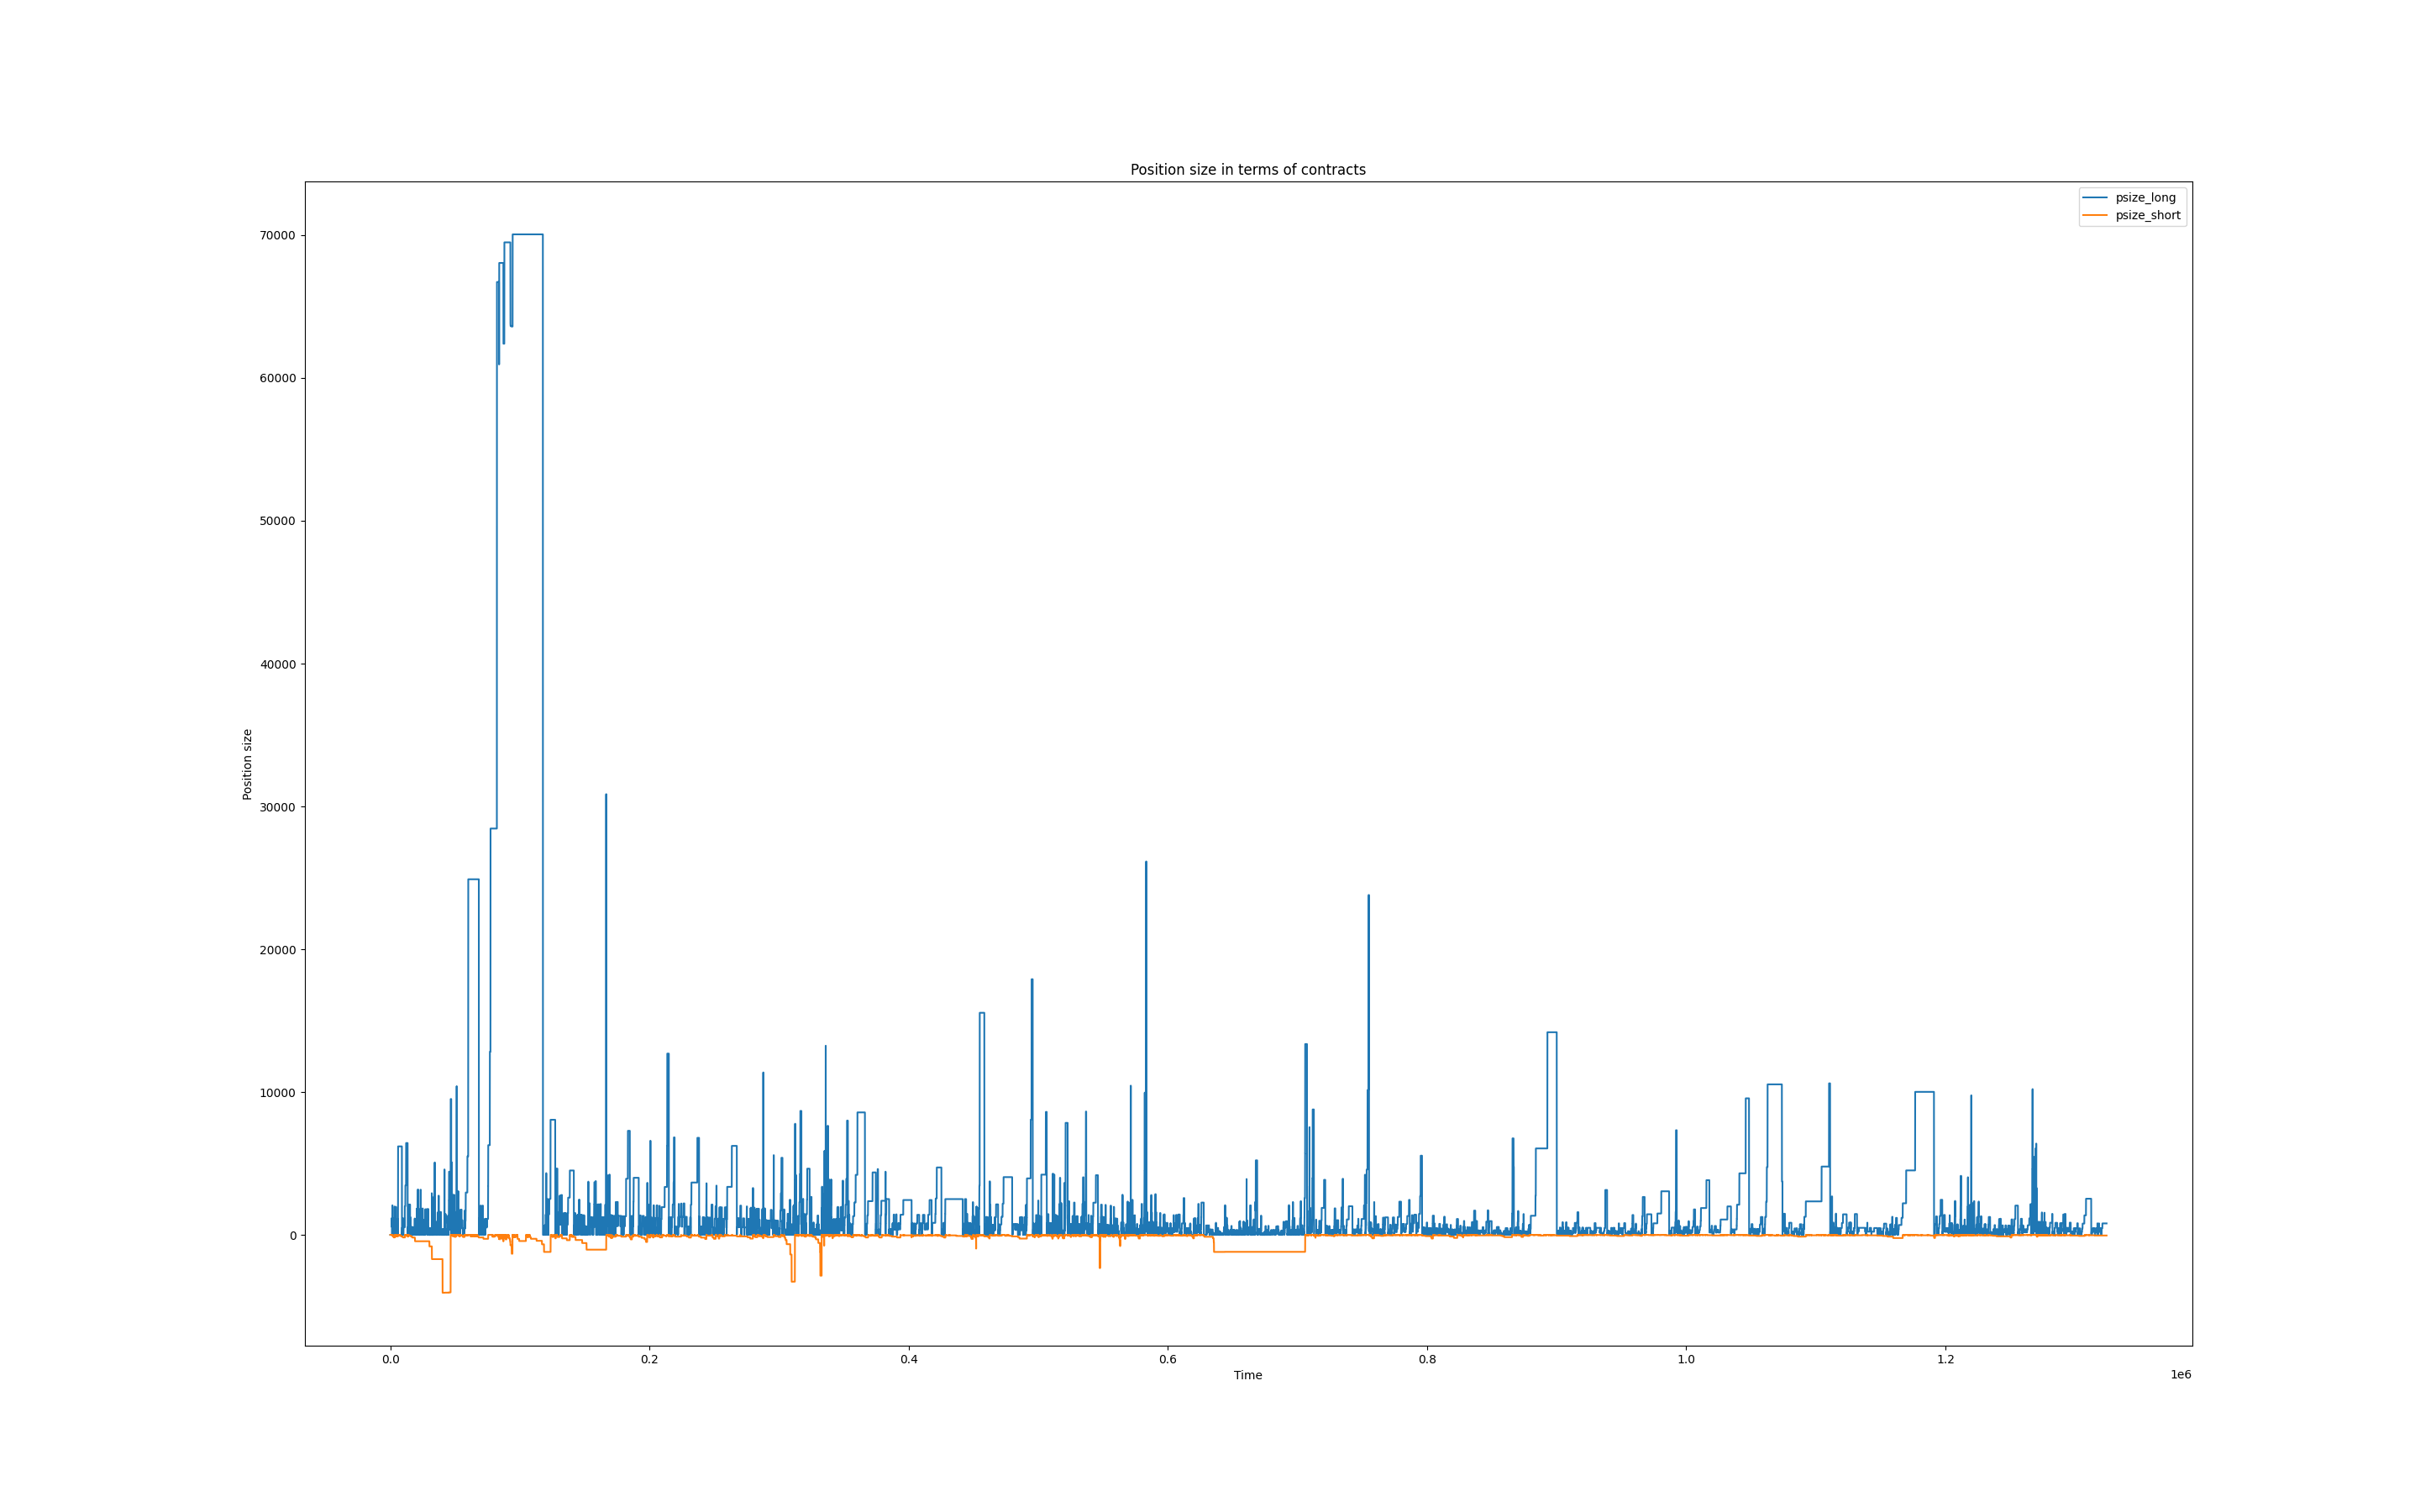 Position size in terms of contracts
psize_long
psize_short
70000
60000
50000
40000
30000
20000
10000
0
Position size
0.0 0.2 0.4 0.6 0.8 1.0 1.2
Time
1e6